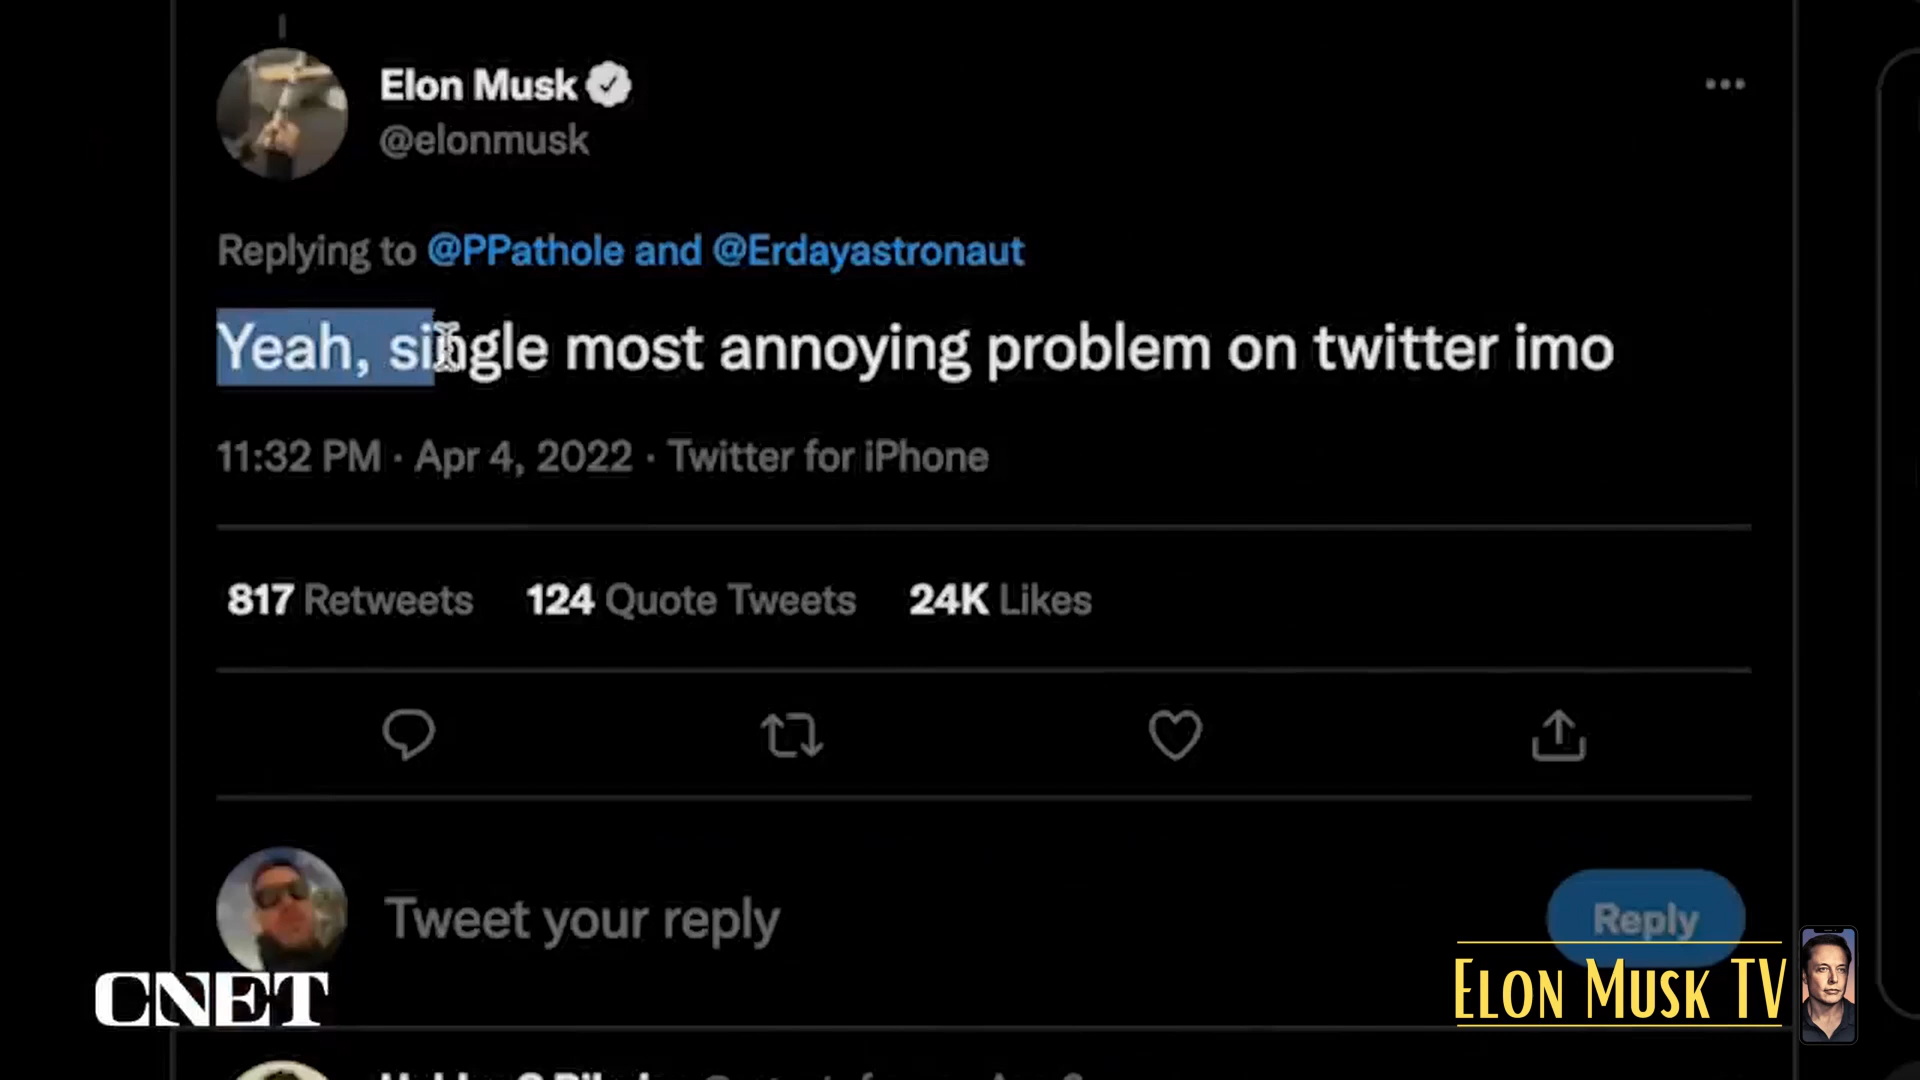 Elon Musk
@elonmusk
Replying to @PPathole and @Erdayastronaut
Yeah, single most annoying problem on twitter imo
11:32 PM · Apr 4, 2022 · Twitter for iPhone
817 Retweets 124 Quote Tweets 24K Likes
Tweet your reply
Reply
CNET
ELON MUSK TV